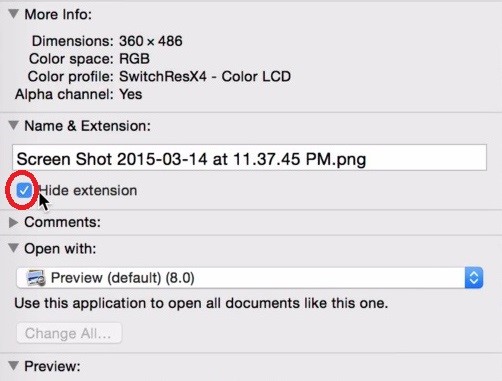 More Info:
Dimensions: 360 × 486
Color space: RGB
Color profile: SwitchResX4 - Color LCD
Alpha channel: Yes
Name & Extension:
Screen Shot 2015-03-14 at 11.37.45 PM.png
Hide extension
Comments:
Open with:
Preview (default) (8.0)
Use this application to open all documents like this one.
Change All...
Preview: